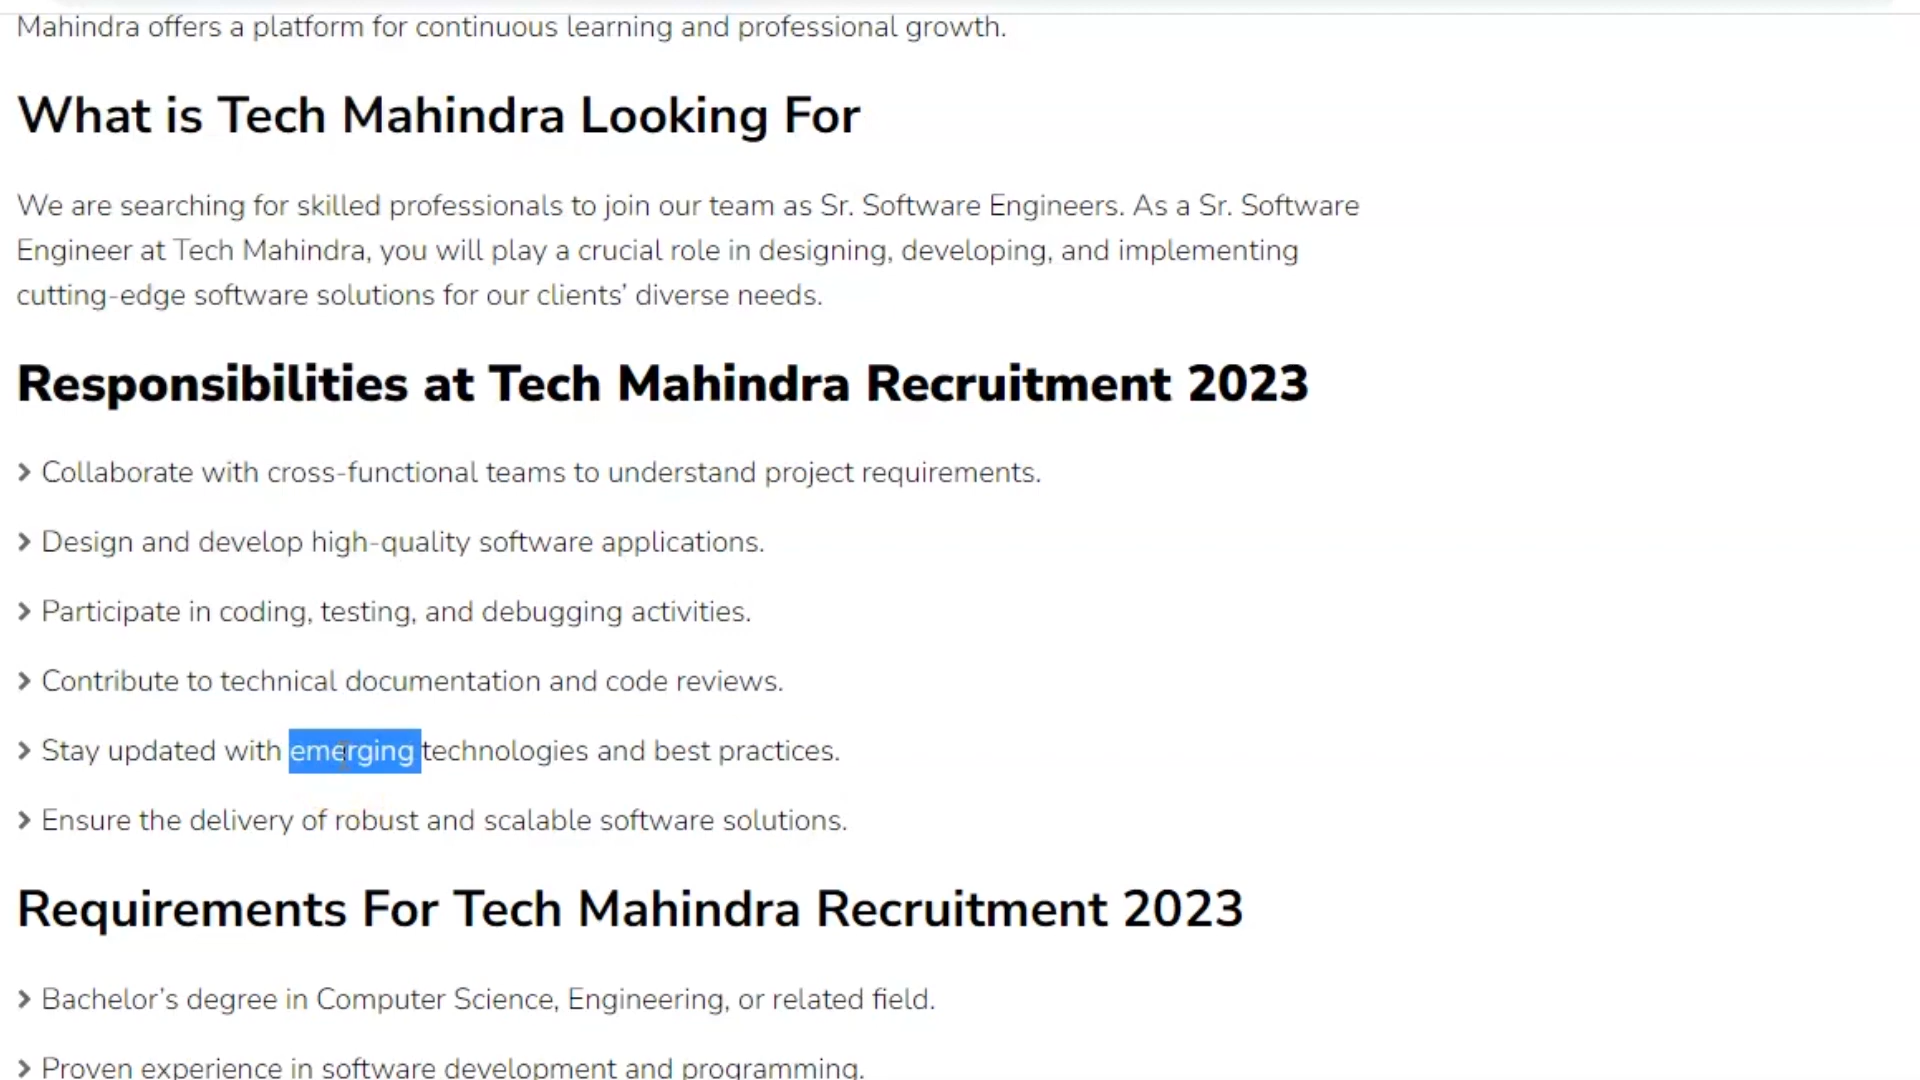 Mahindra offers a platform for continuous learning and professional growth.
What is Tech Mahindra Looking For
We are searching for skilled professionals to join our team as Sr. Software Engineers. As a Sr. Software
Engineer at Tech Mahindra, you will play a crucial role in designing, developing, and implementing
cutting-edge software solutions for our clients’ diverse needs.
Responsibilities at Tech Mahindra Recruitment 2023
Collaborate with cross-functional teams to understand project requirements.
Design and develop high-quality software applications.
Participate in coding, testing, and debugging activities.
Contribute to technical documentation and code reviews.
Stay updated with emerging technologies and best practices.
Ensure the delivery of robust and scalable software solutions.
Requirements For Tech Mahindra Recruitment 2023
Bachelor’s degree in Computer Science, Engineering, or related field.
Proven experience in software development and programming.